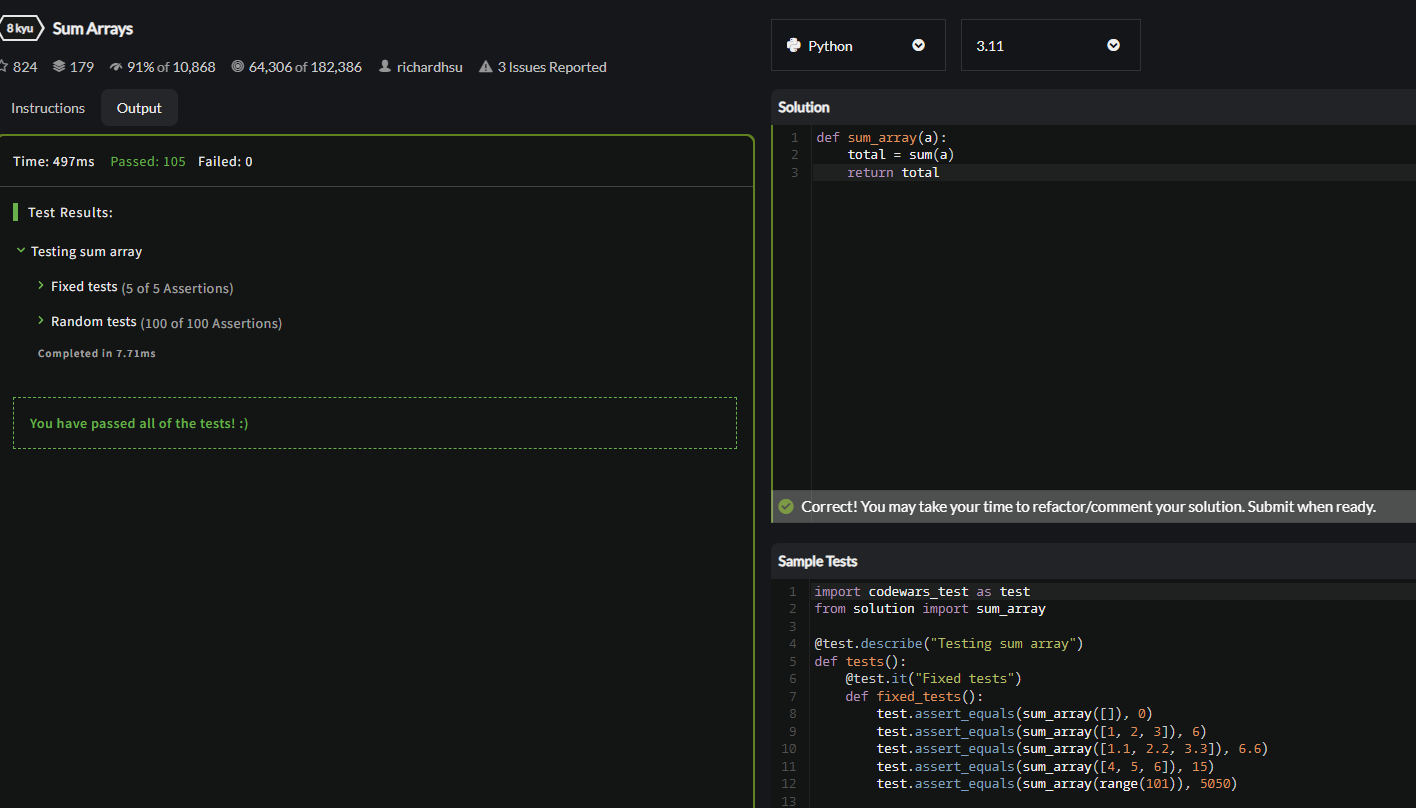 8 kyu Sum Arrays
824 179 91% of 10,868 64,306 of 182,386 richardhsu 3 Issues Reported
Instructions Output
Time: 497ms Passed: 105 Failed: 0
Test Results:
Testing sum array
Fixed tests (5 of 5 Assertions)
Random tests (100 of 100 Assertions)
Completed in 7.71ms
You have passed all of the tests! :)
Python 3.11
Solution
1 def sum_array(a):
2     total = sum(a)
3     return total
Correct! You may take your time to refactor/comment your solution. Submit when ready.
Sample Tests
1 import codewars_test as test
2 from solution import sum_array
3
4 @test.describe("Testing sum array")
5 def tests():
6     @test.it("Fixed tests")
7     def fixed_tests():
8         test.assert_equals(sum_array([]), 0)
9         test.assert_equals(sum_array([1, 2, 3]), 6)
10         test.assert_equals(sum_array([1.1, 2.2, 3.3]), 6.6)
11         test.assert_equals(sum_array([4, 5, 6]), 15)
12         test.assert_equals(sum_array(range(101)), 5050)
13